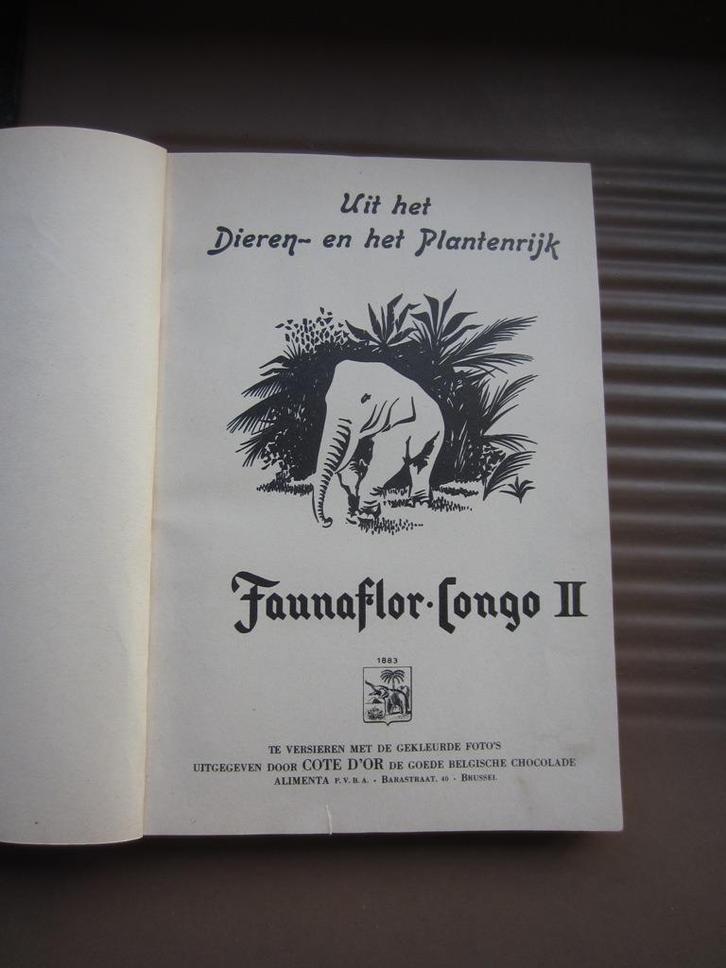 Uit het
Dieren- en het Plantenrijk
Faunaflor-Congo II
1883
TE VERSIEREN MET DE GEKLEURDE FOTO'S
UITGEGEVEN DOOR COTE D'OR DE GOEDE BELGISCHE CHOCOLADE
ALIMENTA P. V. B. A. - BARASTRAAT, 40 - BRUSSEL